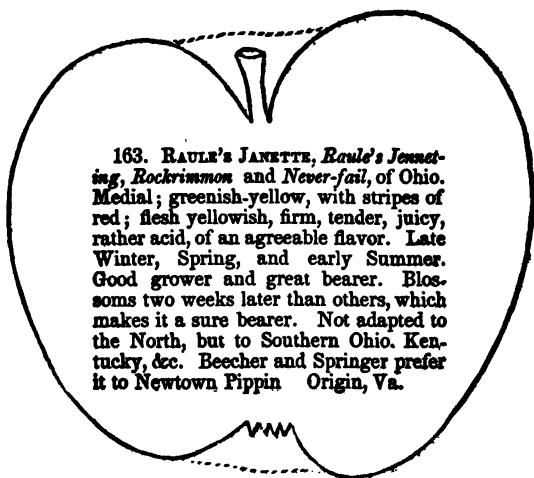 163. RAULE'S JANETTE, Raule's Jennet-
ing, Rockrimmon and Never-fail, of Ohio.
Medial; greenish-yellow, with stripes of
red; flesh yellowish, firm, tender, juicy,
rather acid, of an agreeable flavor. Late
Winter, Spring, and early Summer.
Good grower and great bearer. Blos-
soms two weeks later than others, which
makes it a sure bearer. Not adapted to
the North, but to Southern Ohio. Ken-
tucky, &c. Beecher and Springer prefer
it to Newtown Pippin Origin, Va.